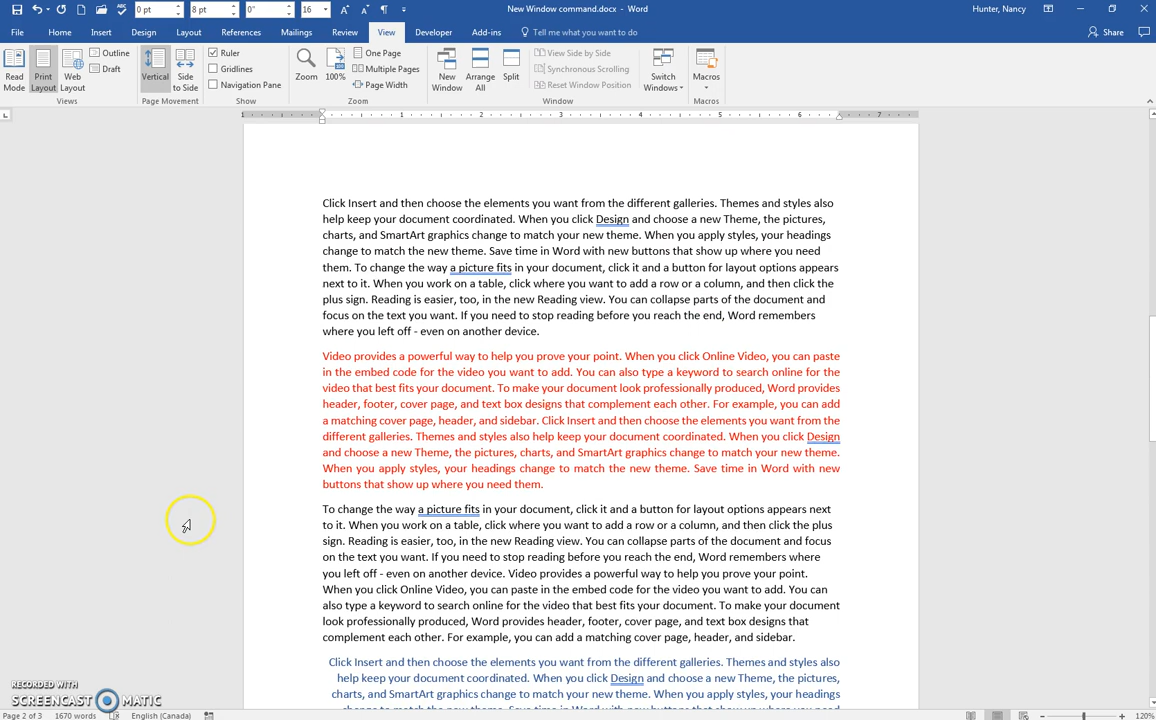 0 pt 8 pt 0" 16 New Window command.docx - Word Hunter, Nancy
File Home Insert Design Layout References Mailings Review View Developer Add-ins Tell me what you want to do Share
Read Mode
Print Layout
Web Layout
Outline
Draft
Views
Vertical
Side to Side
Page Movement
Ruler
Gridlines
Navigation Pane
Show
Zoom
100%
One Page
Multiple Pages
Page Width
Zoom
New Window
Arrange All
Split
View Side by Side
Synchronous Scrolling
Reset Window Position
Switch Windows
Window
Macros
Macros
1 1 2 3 4 5 6 7
Click Insert and then choose the elements you want from the different galleries. Themes and styles also
help keep your document coordinated. When you click Design and choose a new Theme, the pictures,
charts, and SmartArt graphics change to match your new theme. When you apply styles, your headings
change to match the new theme. Save time in Word with new buttons that show up where you need
them. To change the way a picture fits in your document, click it and a button for layout options appears
next to it. When you work on a table, click where you want to add a row or a column, and then click the
plus sign. Reading is easier, too, in the new Reading view. You can collapse parts of the document and
focus on the text you want. If you need to stop reading before you reach the end, Word remembers
where you left off - even on another device.
Video provides a powerful way to help you prove your point. When you click Online Video, you can paste
in the embed code for the video you want to add. You can also type a keyword to search online for the
video that best fits your document. To make your document look professionally produced, Word provides
header, footer, cover page, and text box designs that complement each other. For example, you can add
a matching cover page, header, and sidebar. Click Insert and then choose the elements you want from the
different galleries. Themes and styles also help keep your document coordinated. When you click Design
and choose a new Theme, the pictures, charts, and SmartArt graphics change to match your new theme.
When you apply styles, your headings change to match the new theme. Save time in Word with new
buttons that show up where you need them.
To change the way a picture fits in your document, click it and a button for layout options appears next
to it. When you work on a table, click where you want to add a row or a column, and then click the plus
sign. Reading is easier, too, in the new Reading view. You can collapse parts of the document and focus
on the text you want. If you need to stop reading before you reach the end, Word remembers where
you left off - even on another device. Video provides a powerful way to help you prove your point.
When you click Online Video, you can paste in the embed code for the video you want to add. You can
also type a keyword to search online for the video that best fits your document. To make your document
look professionally produced, Word provides header, footer, cover page, and text box designs that
complement each other. For example, you can add a matching cover page, header, and sidebar.
Click Insert and then choose the elements you want from the different galleries. Themes and styles also
help keep your document coordinated. When you click Design and choose a new Theme, the pictures,
charts, and SmartArt graphics change to match your new theme. When you apply styles, your headings
RECORDED WITH
SCREENCAST MATIC
Page 2 of 3 1670 words English (Canada) 120%